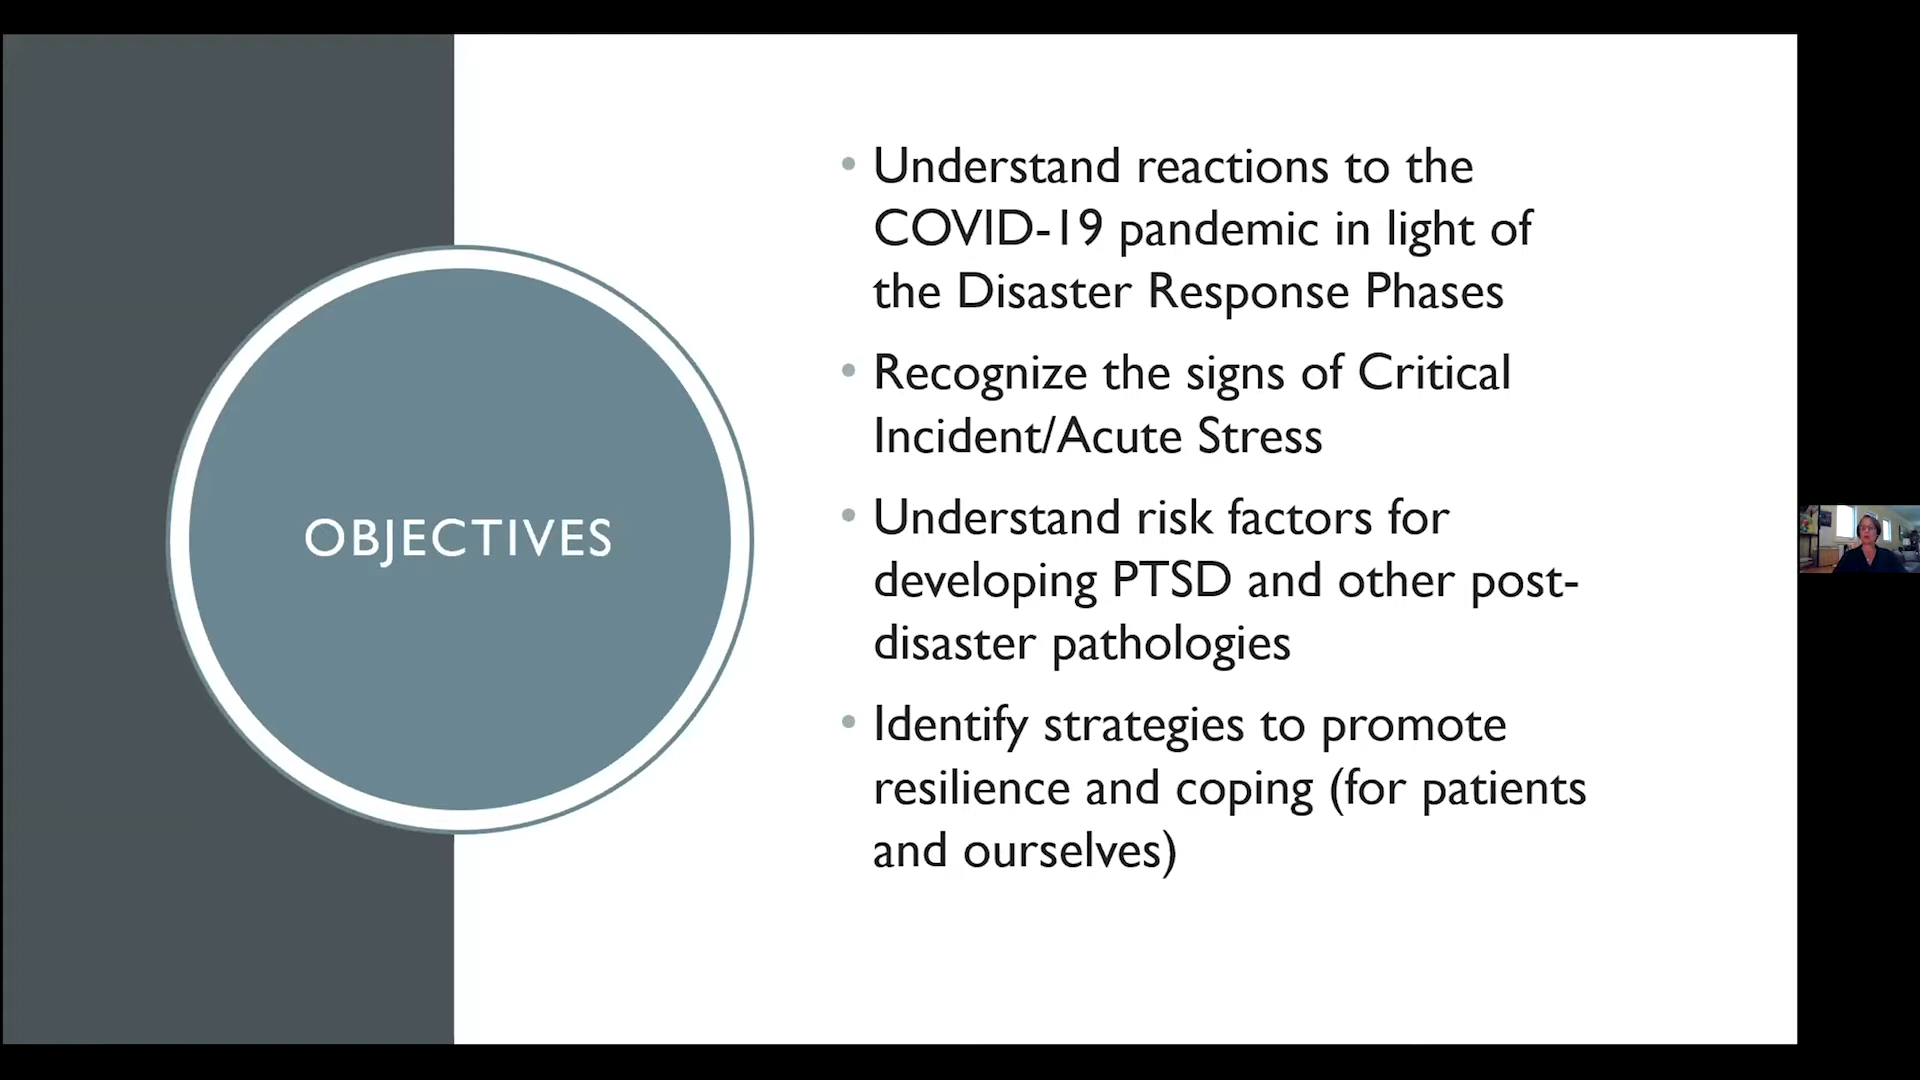 OBJECTIVES
• Understand reactions to the
COVID-19 pandemic in light of
the Disaster Response Phases
• Recognize the signs of Critical
Incident/Acute Stress
• Understand risk factors for
developing PTSD and other post-
disaster pathologies
• Identify strategies to promote
resilience and coping (for patients
and ourselves)